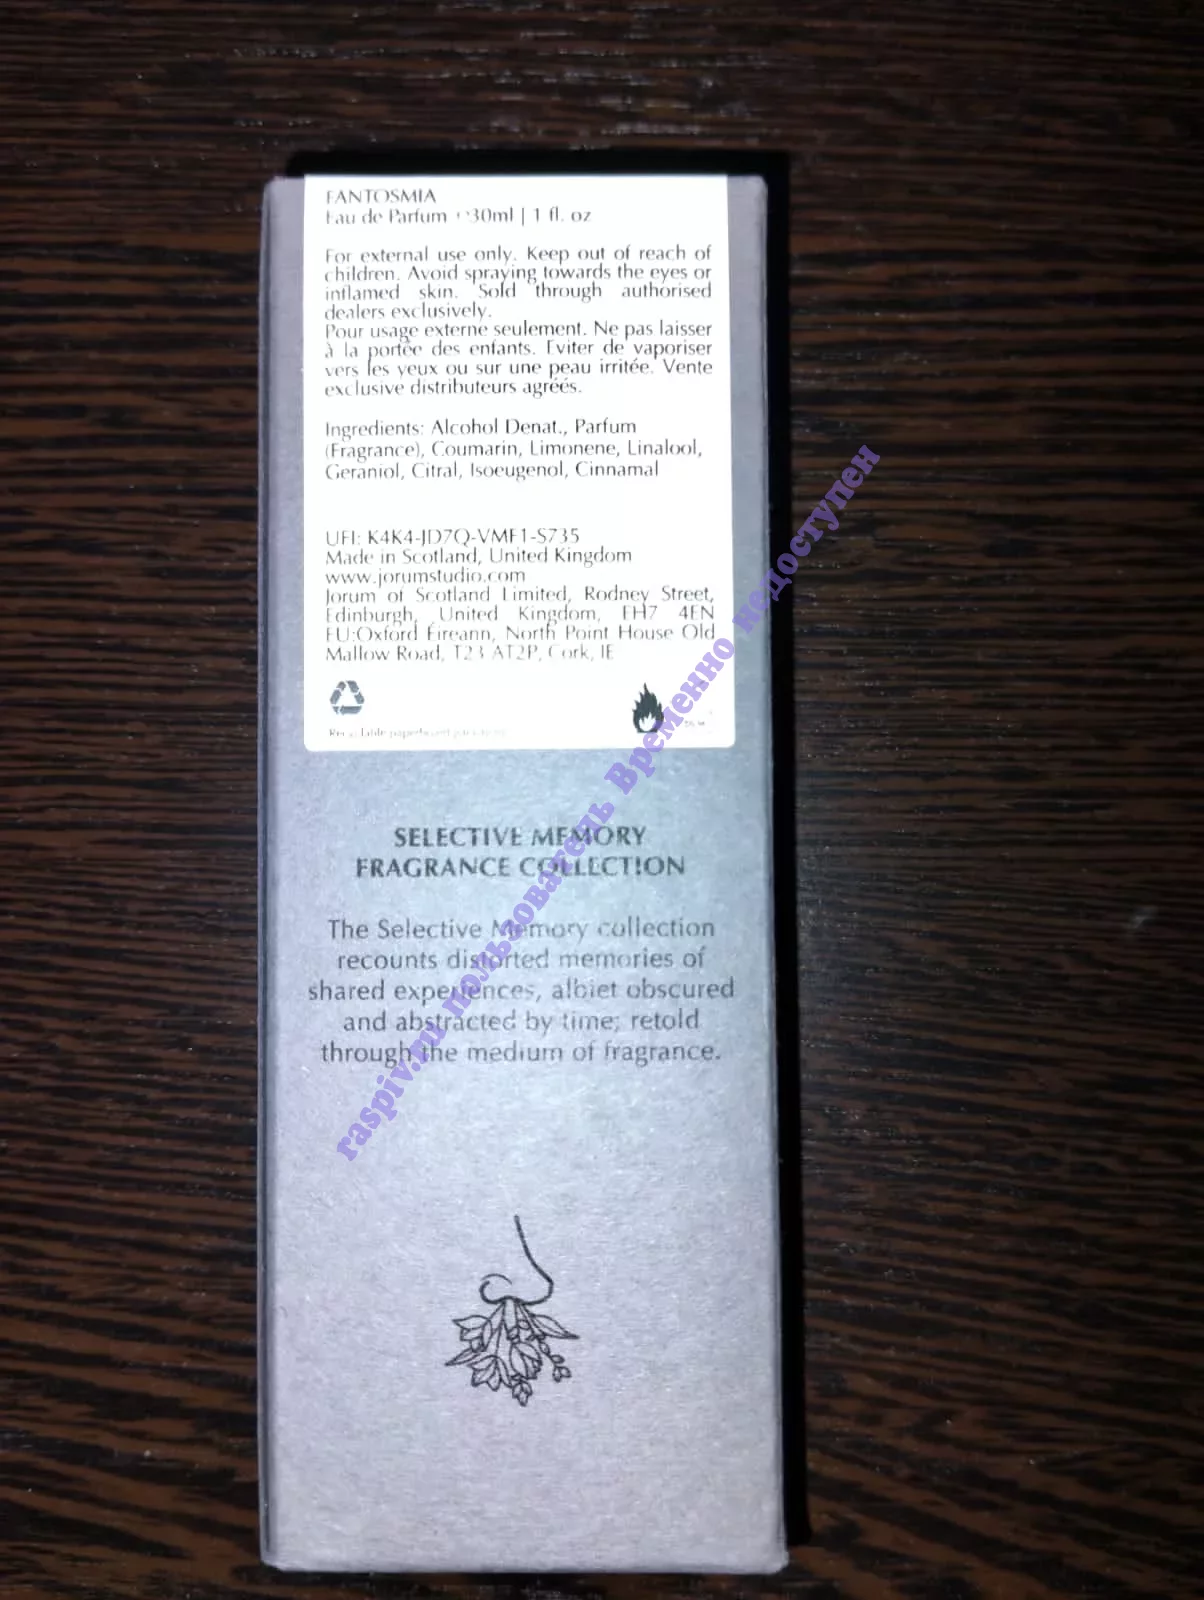 FANTOSMIA
Eau de Parfum 30ml | 1 fl. oz
For external use only. Keep out of reach of
children. Avoid spraying towards the eyes or
inflamed skin. Sold through authorised
dealers exclusively.
Pour usage externe seulement. Ne pas laisser
à la portée des enfants. Eviter de vaporiser
vers les yeux ou sur une peau irritée. Vente
exclusive distributeurs agréés.
Ingredients: Alcohol Denat., Parfum
(Fragrance), Coumarin, Limonene, Linalool,
Geraniol, Citral, Isoeugenol, Cinnamal
UFI: K4K4-JD7Q-VMF1-S735
Made in Scotland, United Kingdom
www.jorumstudio.com
Jorum of Scotland Limited, Rodney Street,
Edinburgh, United Kingdom, EH7 4EN
EU:Oxford Éireann, North Point House Old
Mallow Road, T23 AT2P, Cork, IE
Recyclable paperboard packaging
SELECTIVE MEMORY
FRAGRANCE COLLECTION
The Selective Memory collection
recounts distorted memories of
shared experiences, albiet obscured
and abstracted by time; retold
through the medium of fragrance.
raspiv.ru пользователь Временно недоступен